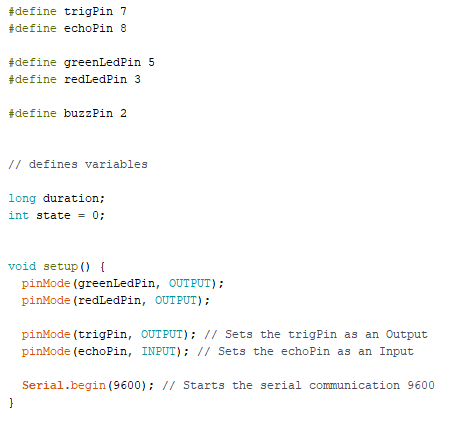 #define trigPin 7
#define echoPin 8
#define greenLedPin 5
#define redLedPin 3
#define buzzPin 2
// defines variables
long duration;
int state = 0;
void setup() {
  pinMode(greenLedPin, OUTPUT);
  pinMode(redLedPin, OUTPUT);
  pinMode(trigPin, OUTPUT); // Sets the trigPin as an Output
  pinMode(echoPin, INPUT); // Sets the echoPin as an Input
  Serial.begin(9600); // Starts the serial communication 9600
}